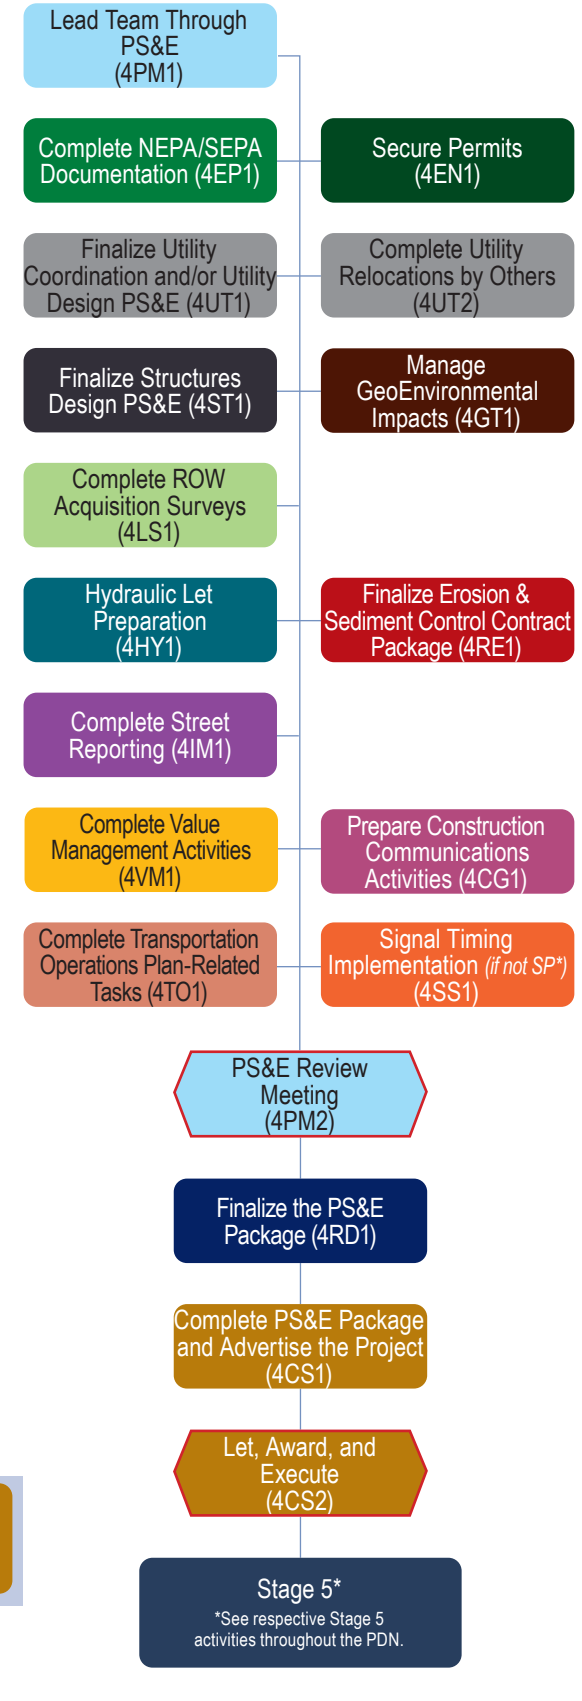 Lead Team Through
PS&E
(4PM1)
Complete NEPA/SEPA
Documentation (4EP1)
Secure Permits
(4EN1)
Finalize Utility
Coordination and/or Utility
Design PS&E (4UT1)
Complete Utility
Relocations by Others
(4UT2)
Finalize Structures
Design PS&E (4ST1)
Manage
GeoEnvironmental
Impacts (4GT1)
Complete ROW
Acquisition Surveys
(4LS1)
Hydraulic Let
Preparation
(4HY1)
Finalize Erosion &
Sediment Control Contract
Package (4RE1)
Complete Street
Reporting (4IM1)
Complete Value
Management Activities
(4VM1)
Prepare Construction
Communications
Activities (4CG1)
Complete Transportation
Operations Plan-Related
Tasks (4TO1)
Signal Timing
Implementation (if not SP*)
(4SS1)
PS&E Review
Meeting
(4PM2)
Finalize the PS&E
Package (4RD1)
Complete PS&E Package
and Advertise the Project
(4CS1)
Let, Award, and
Execute
(4CS2)
Stage 5*
*See respective Stage 5
activities throughout the PDN.